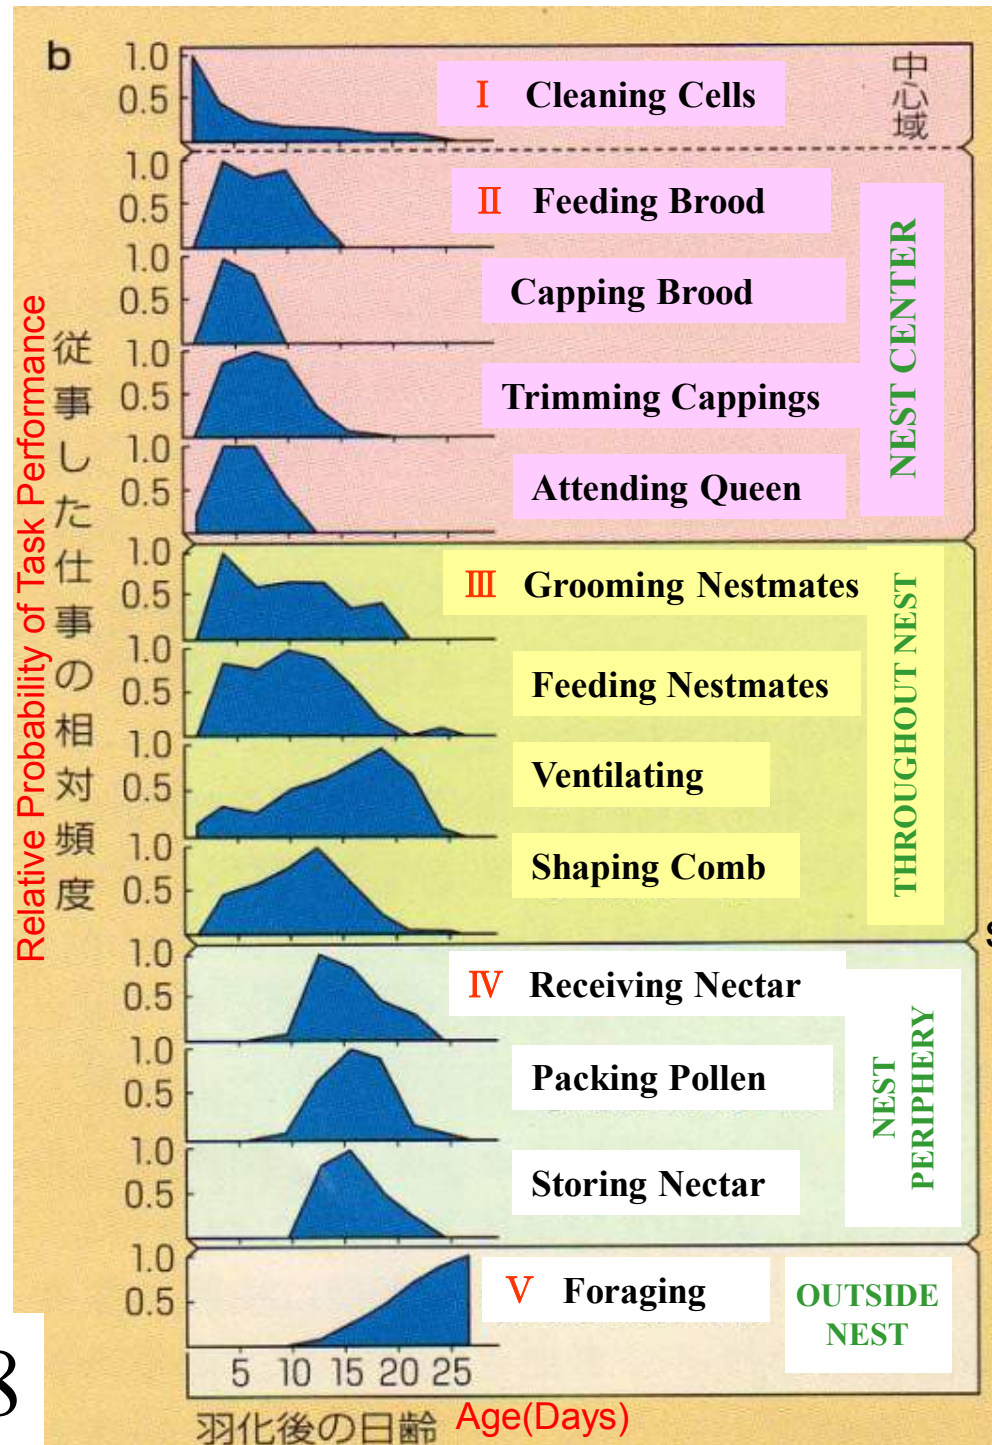 b
1.0
0.5
I Cleaning Cells
中心域
1.0
0.5
II Feeding Brood
1.0
0.5
Capping Brood
NEST CENTER
1.0
0.5
Trimming Cappings
1.0
0.5
Attending Queen
1.0
0.5
III Grooming Nestmates
1.0
0.5
Feeding Nestmates
THROUGHOUT NEST
1.0
0.5
Ventilating
1.0
0.5
Shaping Comb
1.0
0.5
IV Receiving Nectar
1.0
0.5
Packing Pollen
NEST
PERIPHERY
1.0
0.5
Storing Nectar
1.0
0.5
V Foraging
OUTSIDE
NEST
Relative Probability of Task Performance
従事した仕事の相対頻度
5 10 15 20 25
羽化後の日齢 Age(Days)
8